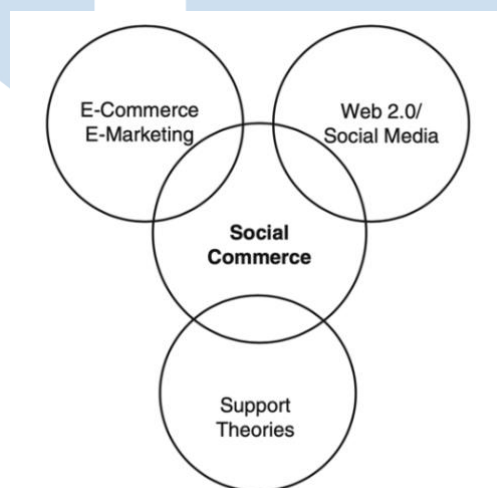 E-Commerce
E-Marketing
Web 2.0/
Social Media
Social
Commerce
Support
Theories